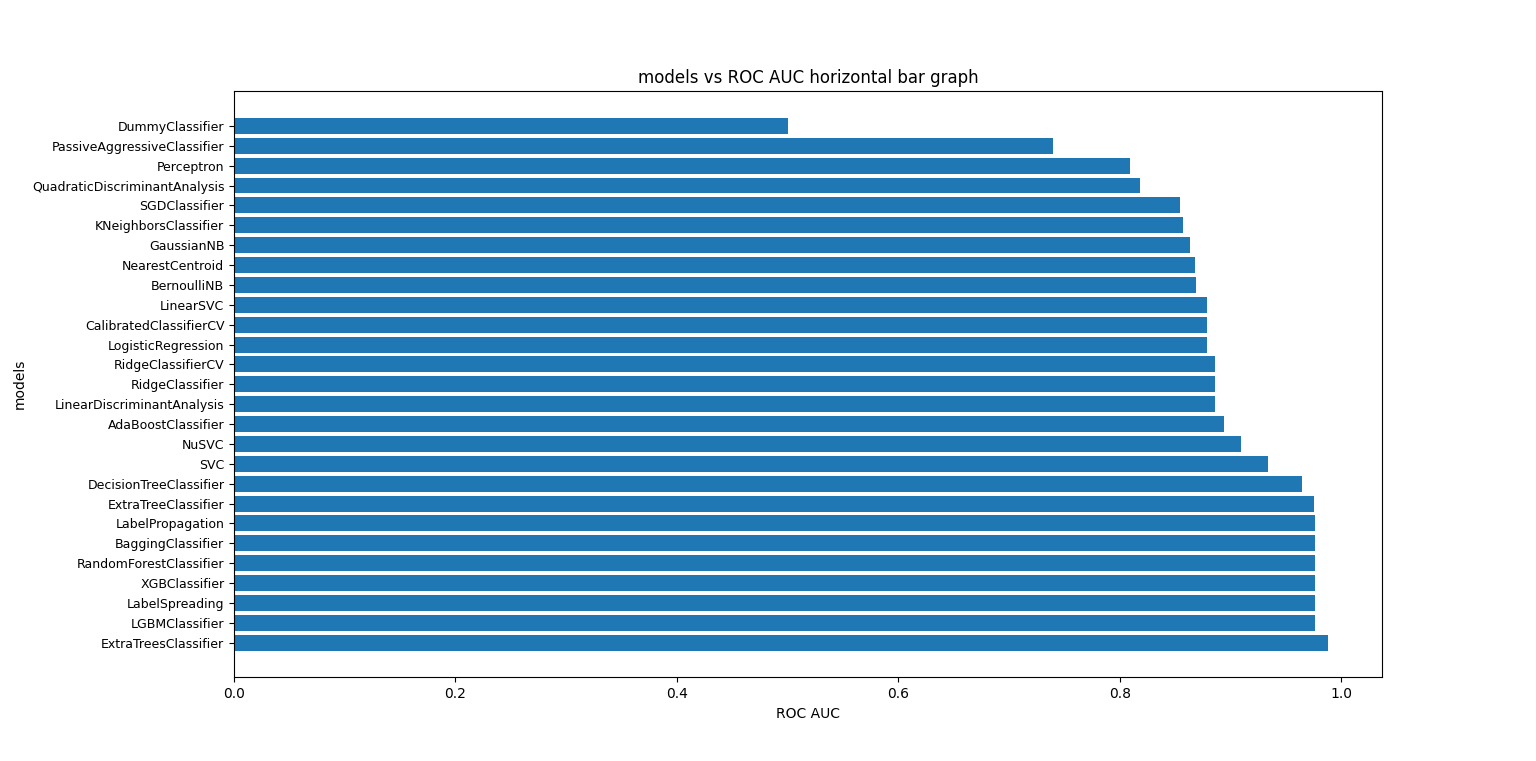 models vs ROC AUC horizontal bar graph
DummyClassifier
PassiveAggressiveClassifier
Perceptron
QuadraticDiscriminantAnalysis
SGDClassifier
KNeighborsClassifier
GaussianNB
NearestCentroid
BernoulliNB
LinearSVC
CalibratedClassifierCV
LogisticRegression
RidgeClassifierCV
RidgeClassifier
LinearDiscriminantAnalysis
AdaBoostClassifier
NuSVC
SVC
DecisionTreeClassifier
ExtraTreeClassifier
LabelPropagation
BaggingClassifier
RandomForestClassifier
XGBClassifier
LabelSpreading
LGBMClassifier
ExtraTreesClassifier
models
0.0 0.2 0.4 0.6 0.8 1.0
ROC AUC